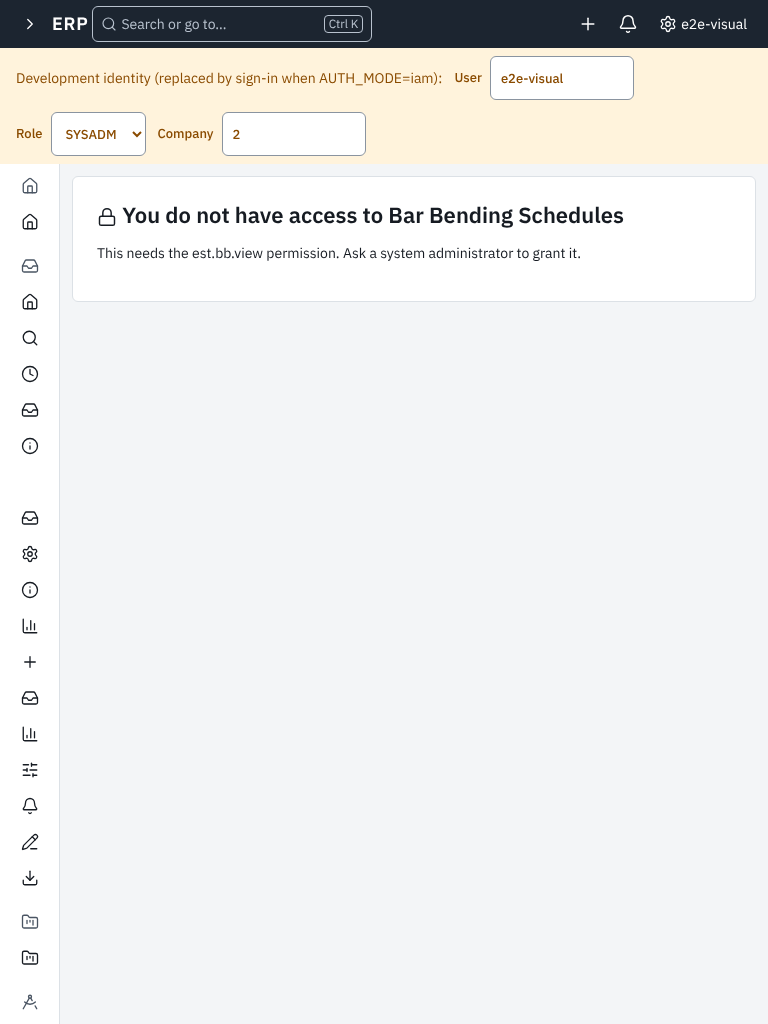 ERP Search or go to... Ctrl K e2e-visual
Development identity (replaced by sign-in when AUTH_MODE=iam): User e2e-visual
Role SYSADM Company 2
You do not have access to Bar Bending Schedules
This needs the est.bb.view permission. Ask a system administrator to grant it.